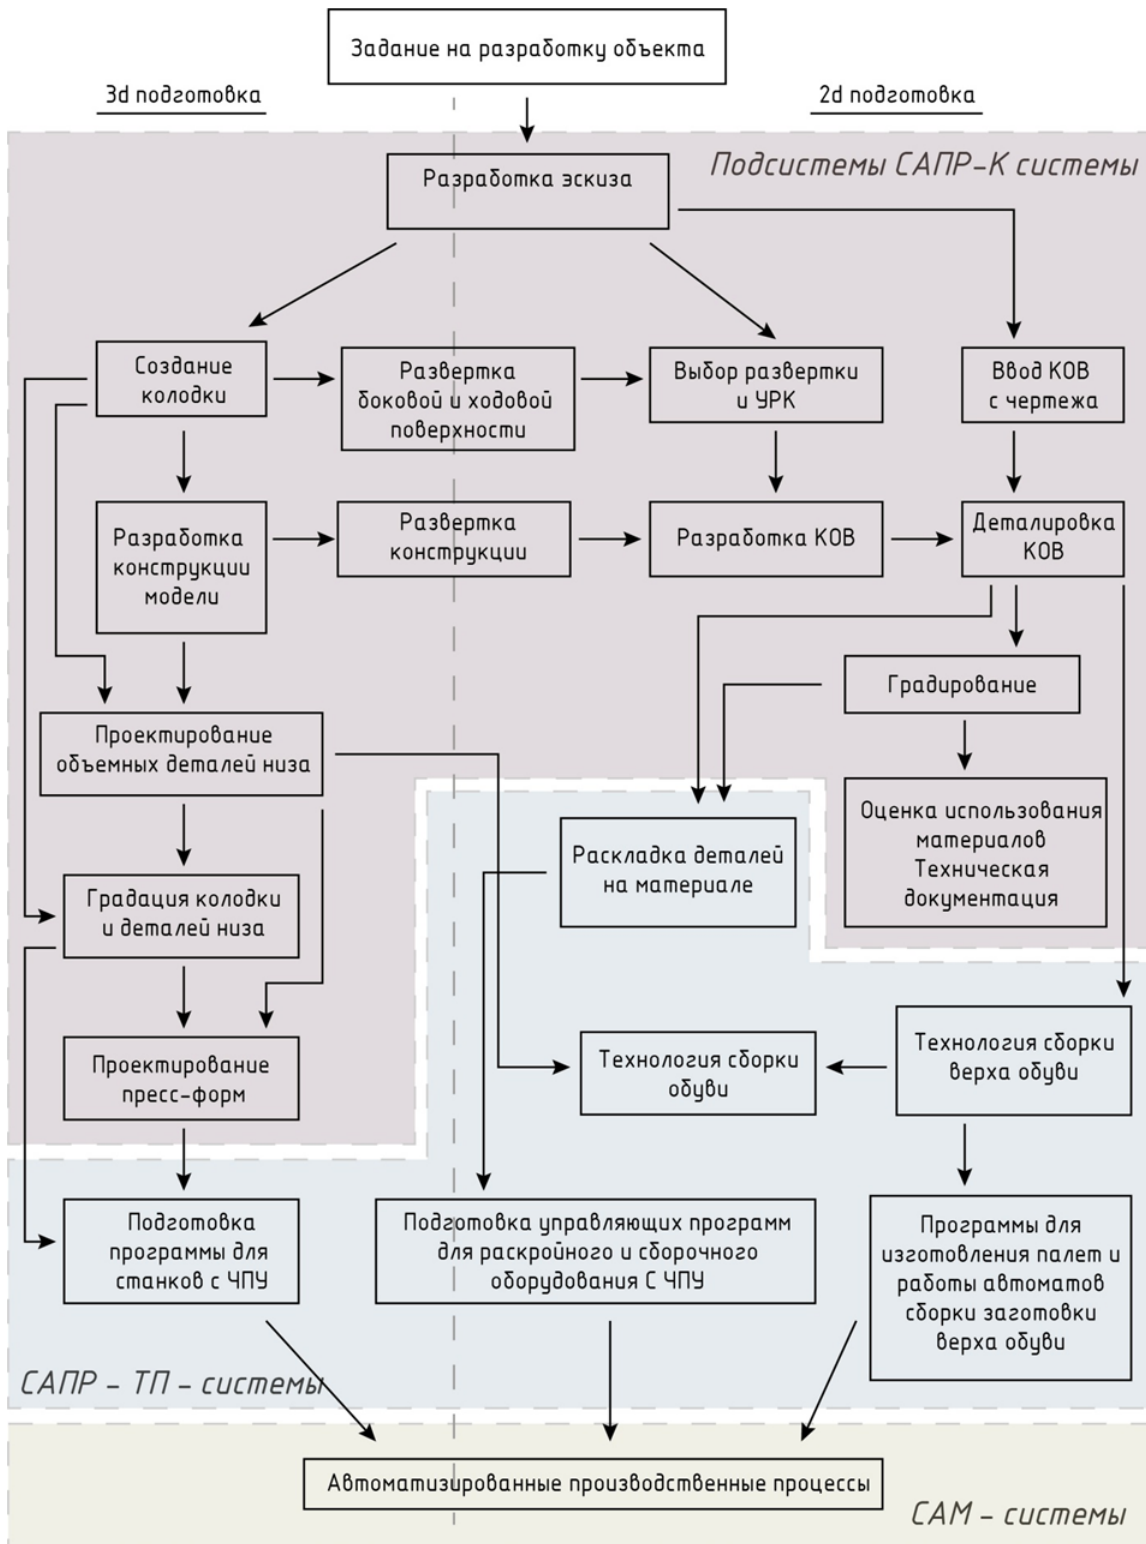 Задание на разработку объекта
3d подготовка
2d подготовка
Подсистемы САПР-К системы
Разработка эскиза
Создание
колодки
Развертка
боковой и ходовой
поверхности
Выбор развертки
и УРК
Ввод КОВ
с чертежа
Разработка
конструкции
модели
Развертка
конструкции
Разработка КОВ
Деталировка
КОВ
Градирование
Проектирование
объемных деталей низа
Оценка использования
материалов
Техническая
документация
Раскладка деталей
на материале
Градация колодки
и деталей низа
Проектирование
пресс-форм
Технология сборки
обуви
Технология сборки
верха обуви
Подготовка
программы для
станков с ЧПУ
Подготовка управляющих программ
для раскройного и сборочного
оборудования С ЧПУ
Программы для
изготовления палет и
работы автоматов
сборки заготовки
верха обуви
САПР - ТП - системы
Автоматизированные производственные процессы
САМ - системы